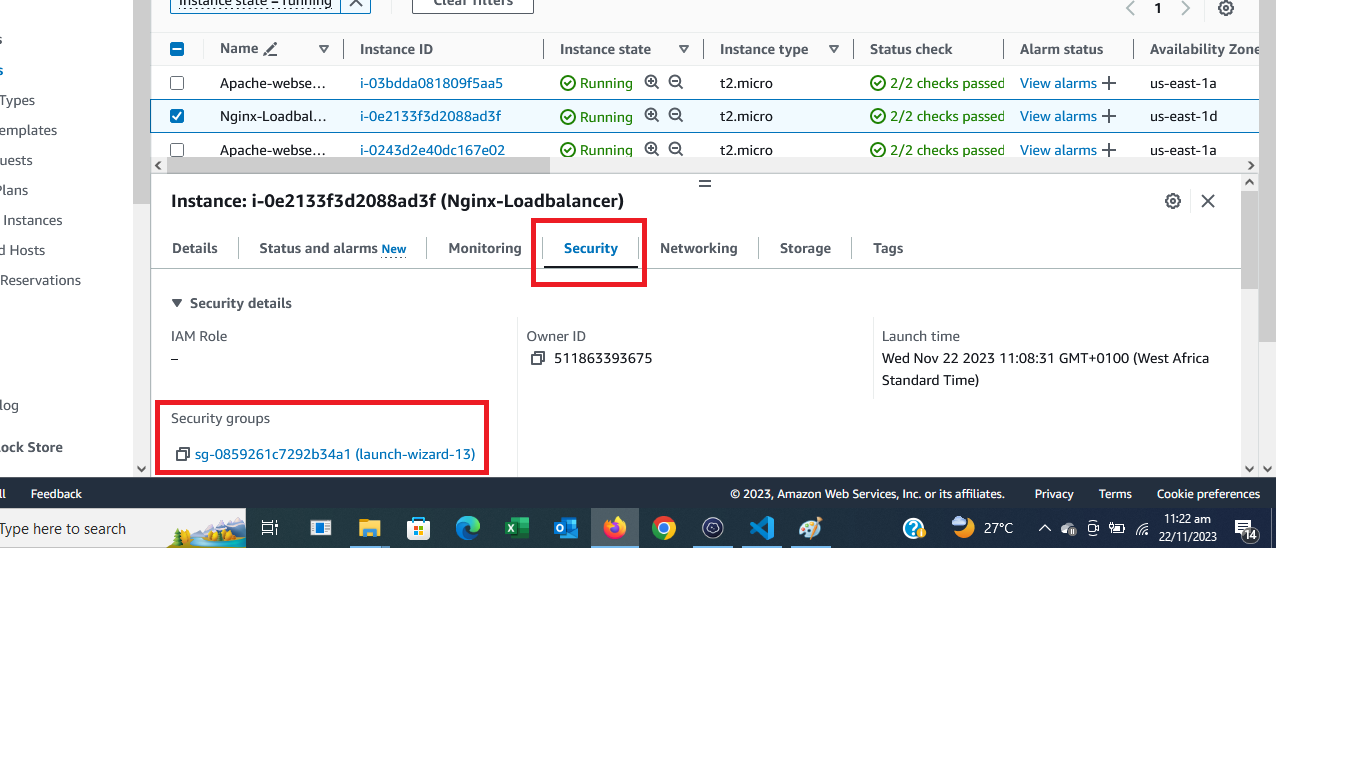 Instance state = running
Clear filters
1
Name Instance ID Instance state Instance type Status check Alarm status Availability Zone
Apache-webse... i-03bdda081809f5aa5 Running t2.micro 2/2 checks passed View alarms us-east-1a
Nginx-Loadbal... i-0e2133f3d2088ad3f Running t2.micro 2/2 checks passed View alarms us-east-1d
Apache-webse... i-0243d2e40dc167e02 Running t2.micro 2/2 checks passed View alarms us-east-1a
s
s
Types
emplates
uests
Plans
Instances
d Hosts
Reservations
log
ock Store
Instance: i-0e2133f3d2088ad3f (Nginx-Loadbalancer)
Details Status and alarms New Monitoring Security Networking Storage Tags
Security details
IAM Role
–
Owner ID
511863393675
Launch time
Wed Nov 22 2023 11:08:31 GMT+0100 (West Africa
Standard Time)
Security groups
sg-0859261c7292b34a1 (launch-wizard-13)
ll Feedback © 2023, Amazon Web Services, Inc. or its affiliates. Privacy Terms Cookie preferences
Type here to search
27°C
11:22 am
22/11/2023
14